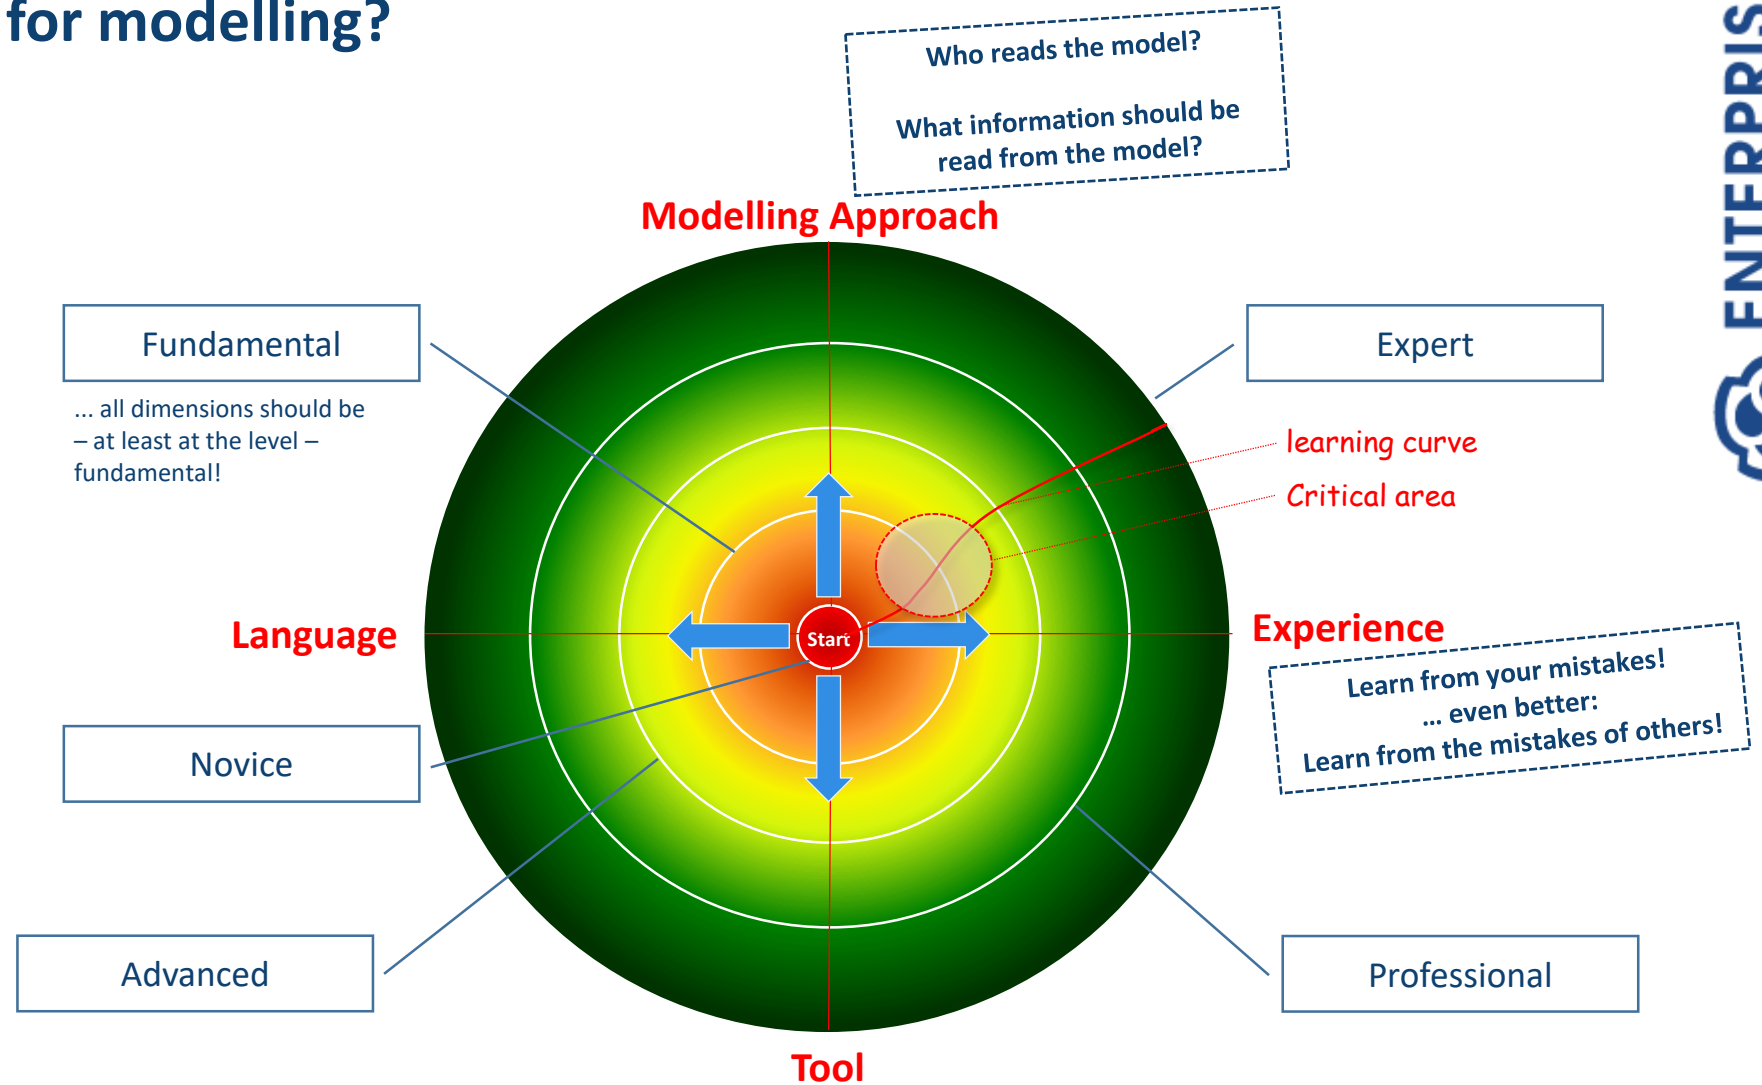 for modelling?
Who reads the model?
What information should be
read from the model?
Modelling Approach
Fundamental
... all dimensions should be
– at least at the level –
fundamental!
Expert
learning curve
Critical area
Language
Start
Experience
Learn from your mistakes!
... even better:
Learn from the mistakes of others!
Novice
Advanced
Professional
Tool